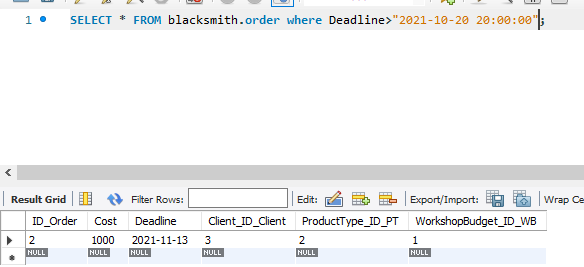 1 SELECT * FROM blacksmith.order where Deadline>"2021-10-20 20:00:00";
Result Grid Filter Rows: Edit: Export/Import: Wrap Ce
ID_Order Cost Deadline Client_ID_Client ProductType_ID_PT WorkshopBudget_ID_WB
2 1000 2021-11-13 3 2 1
NULL NULL NULL NULL NULL NULL